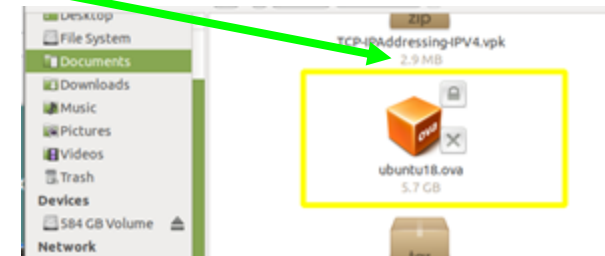 Desktop
File System
Documents
Downloads
Music
Pictures
Videos
Trash
Devices
584 GB Volume
Network
zip
TCP-IPAddressing-IPV4.vpk
2.9 MB
ova
ubuntu18.ova
5.7 GB